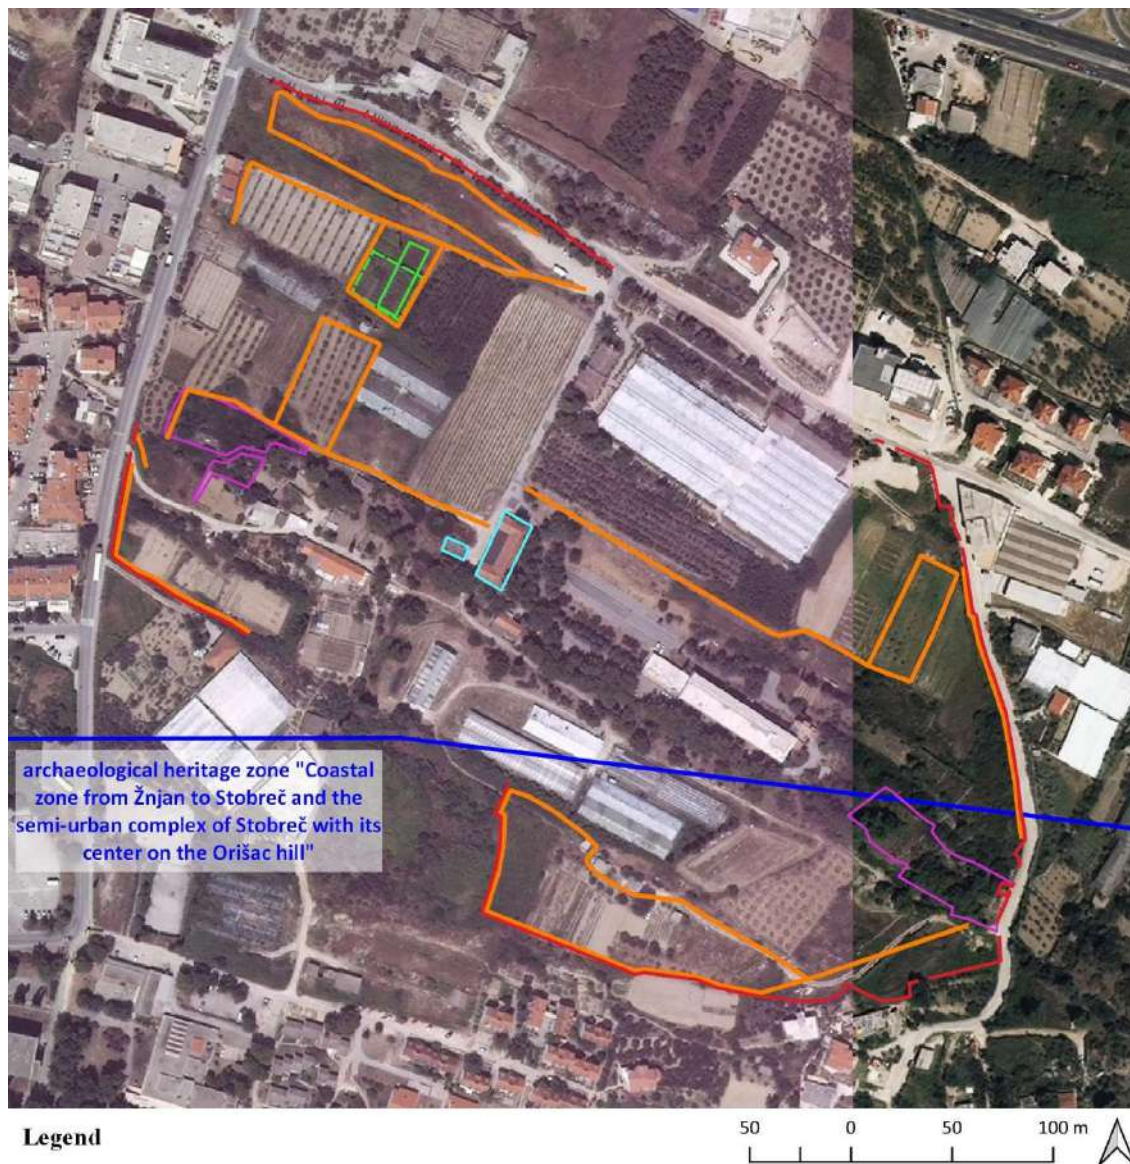 archaeological heritage zone "Coastal
zone from Žnjan to Stobreč and the
semi-urban complex of Stobreč with its
center on the Orišac hill"
Legend
50 0 50 100 m